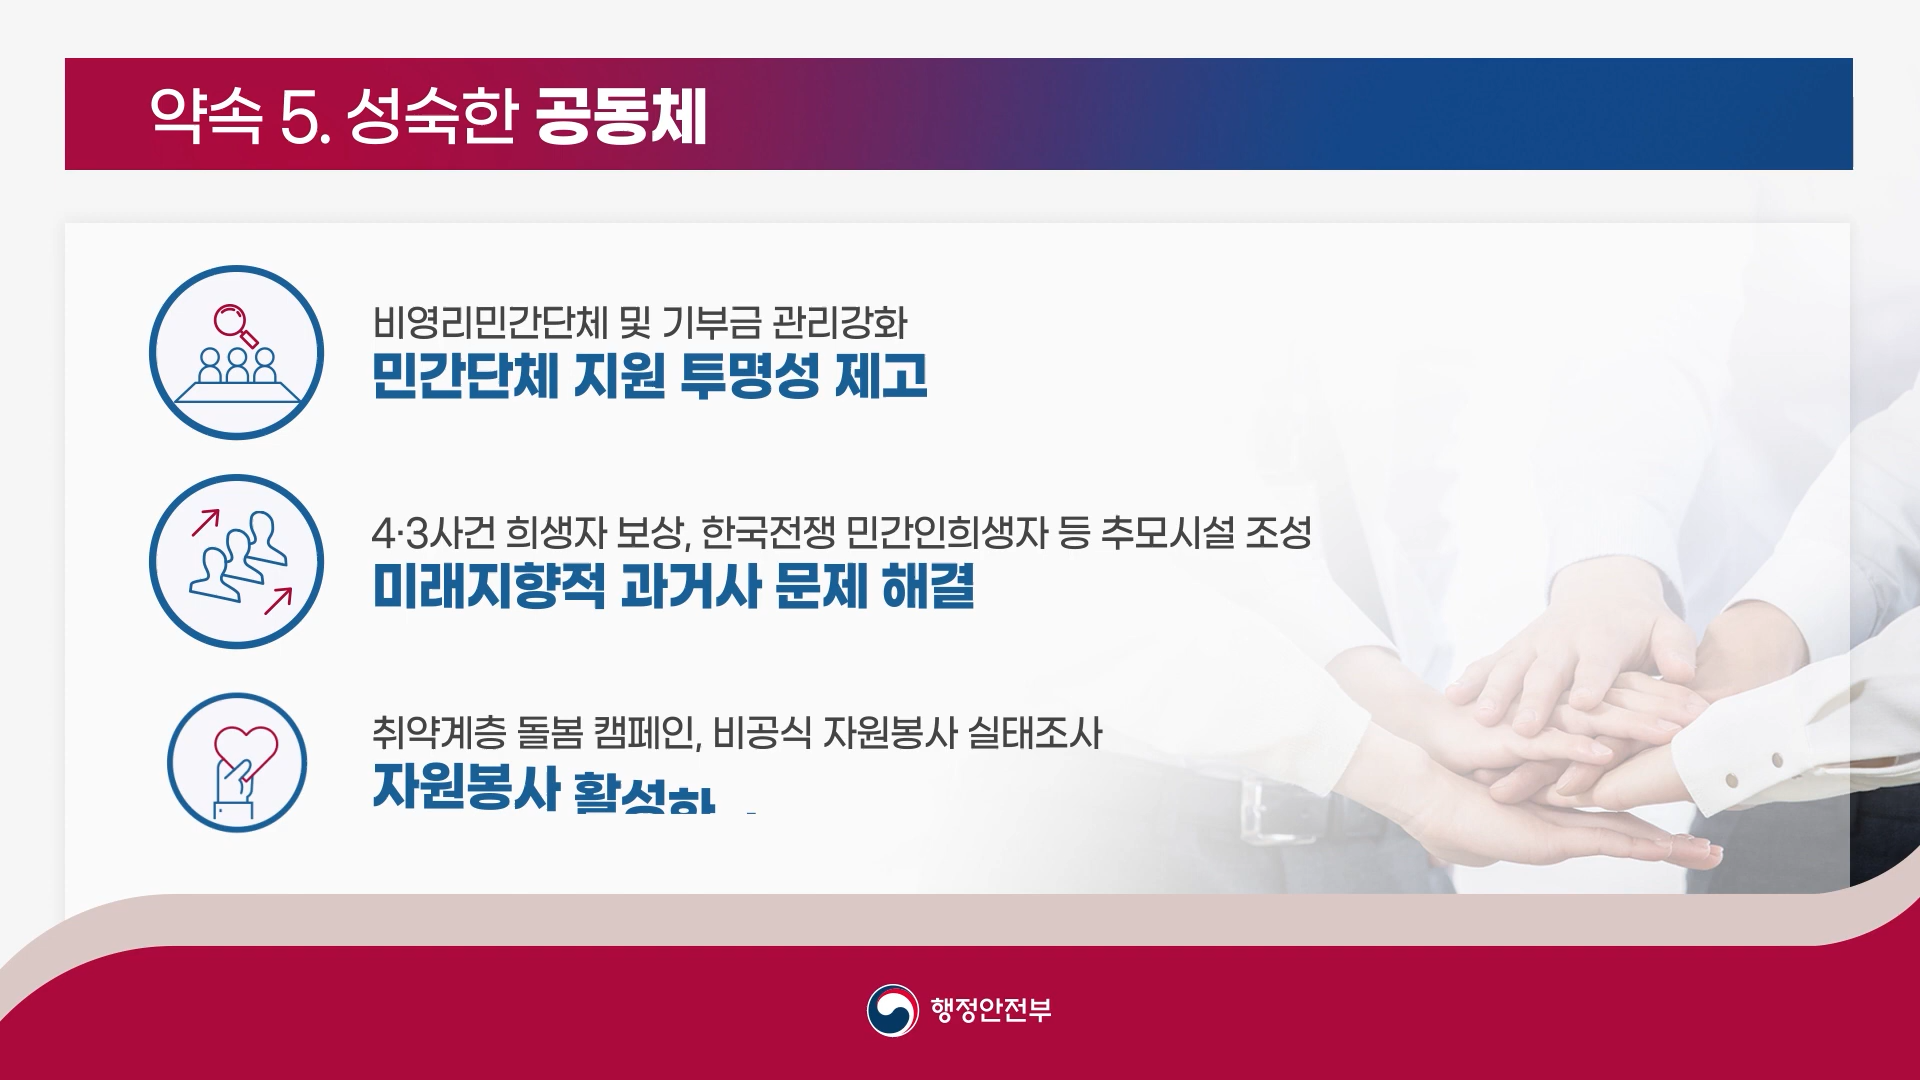 약속 5. 성숙한 공동체
비영리민간단체 및 기부금 관리강화
민간단체 지원 투명성 제고
4·3사건 희생자 보상, 한국전쟁 민간인희생자 등 추모시설 조성
미래지향적 과거사 문제 해결
취약계층 돌봄 캠페인, 비공식 자원봉사 실태조사
자원봉사 활성화
행정안전부